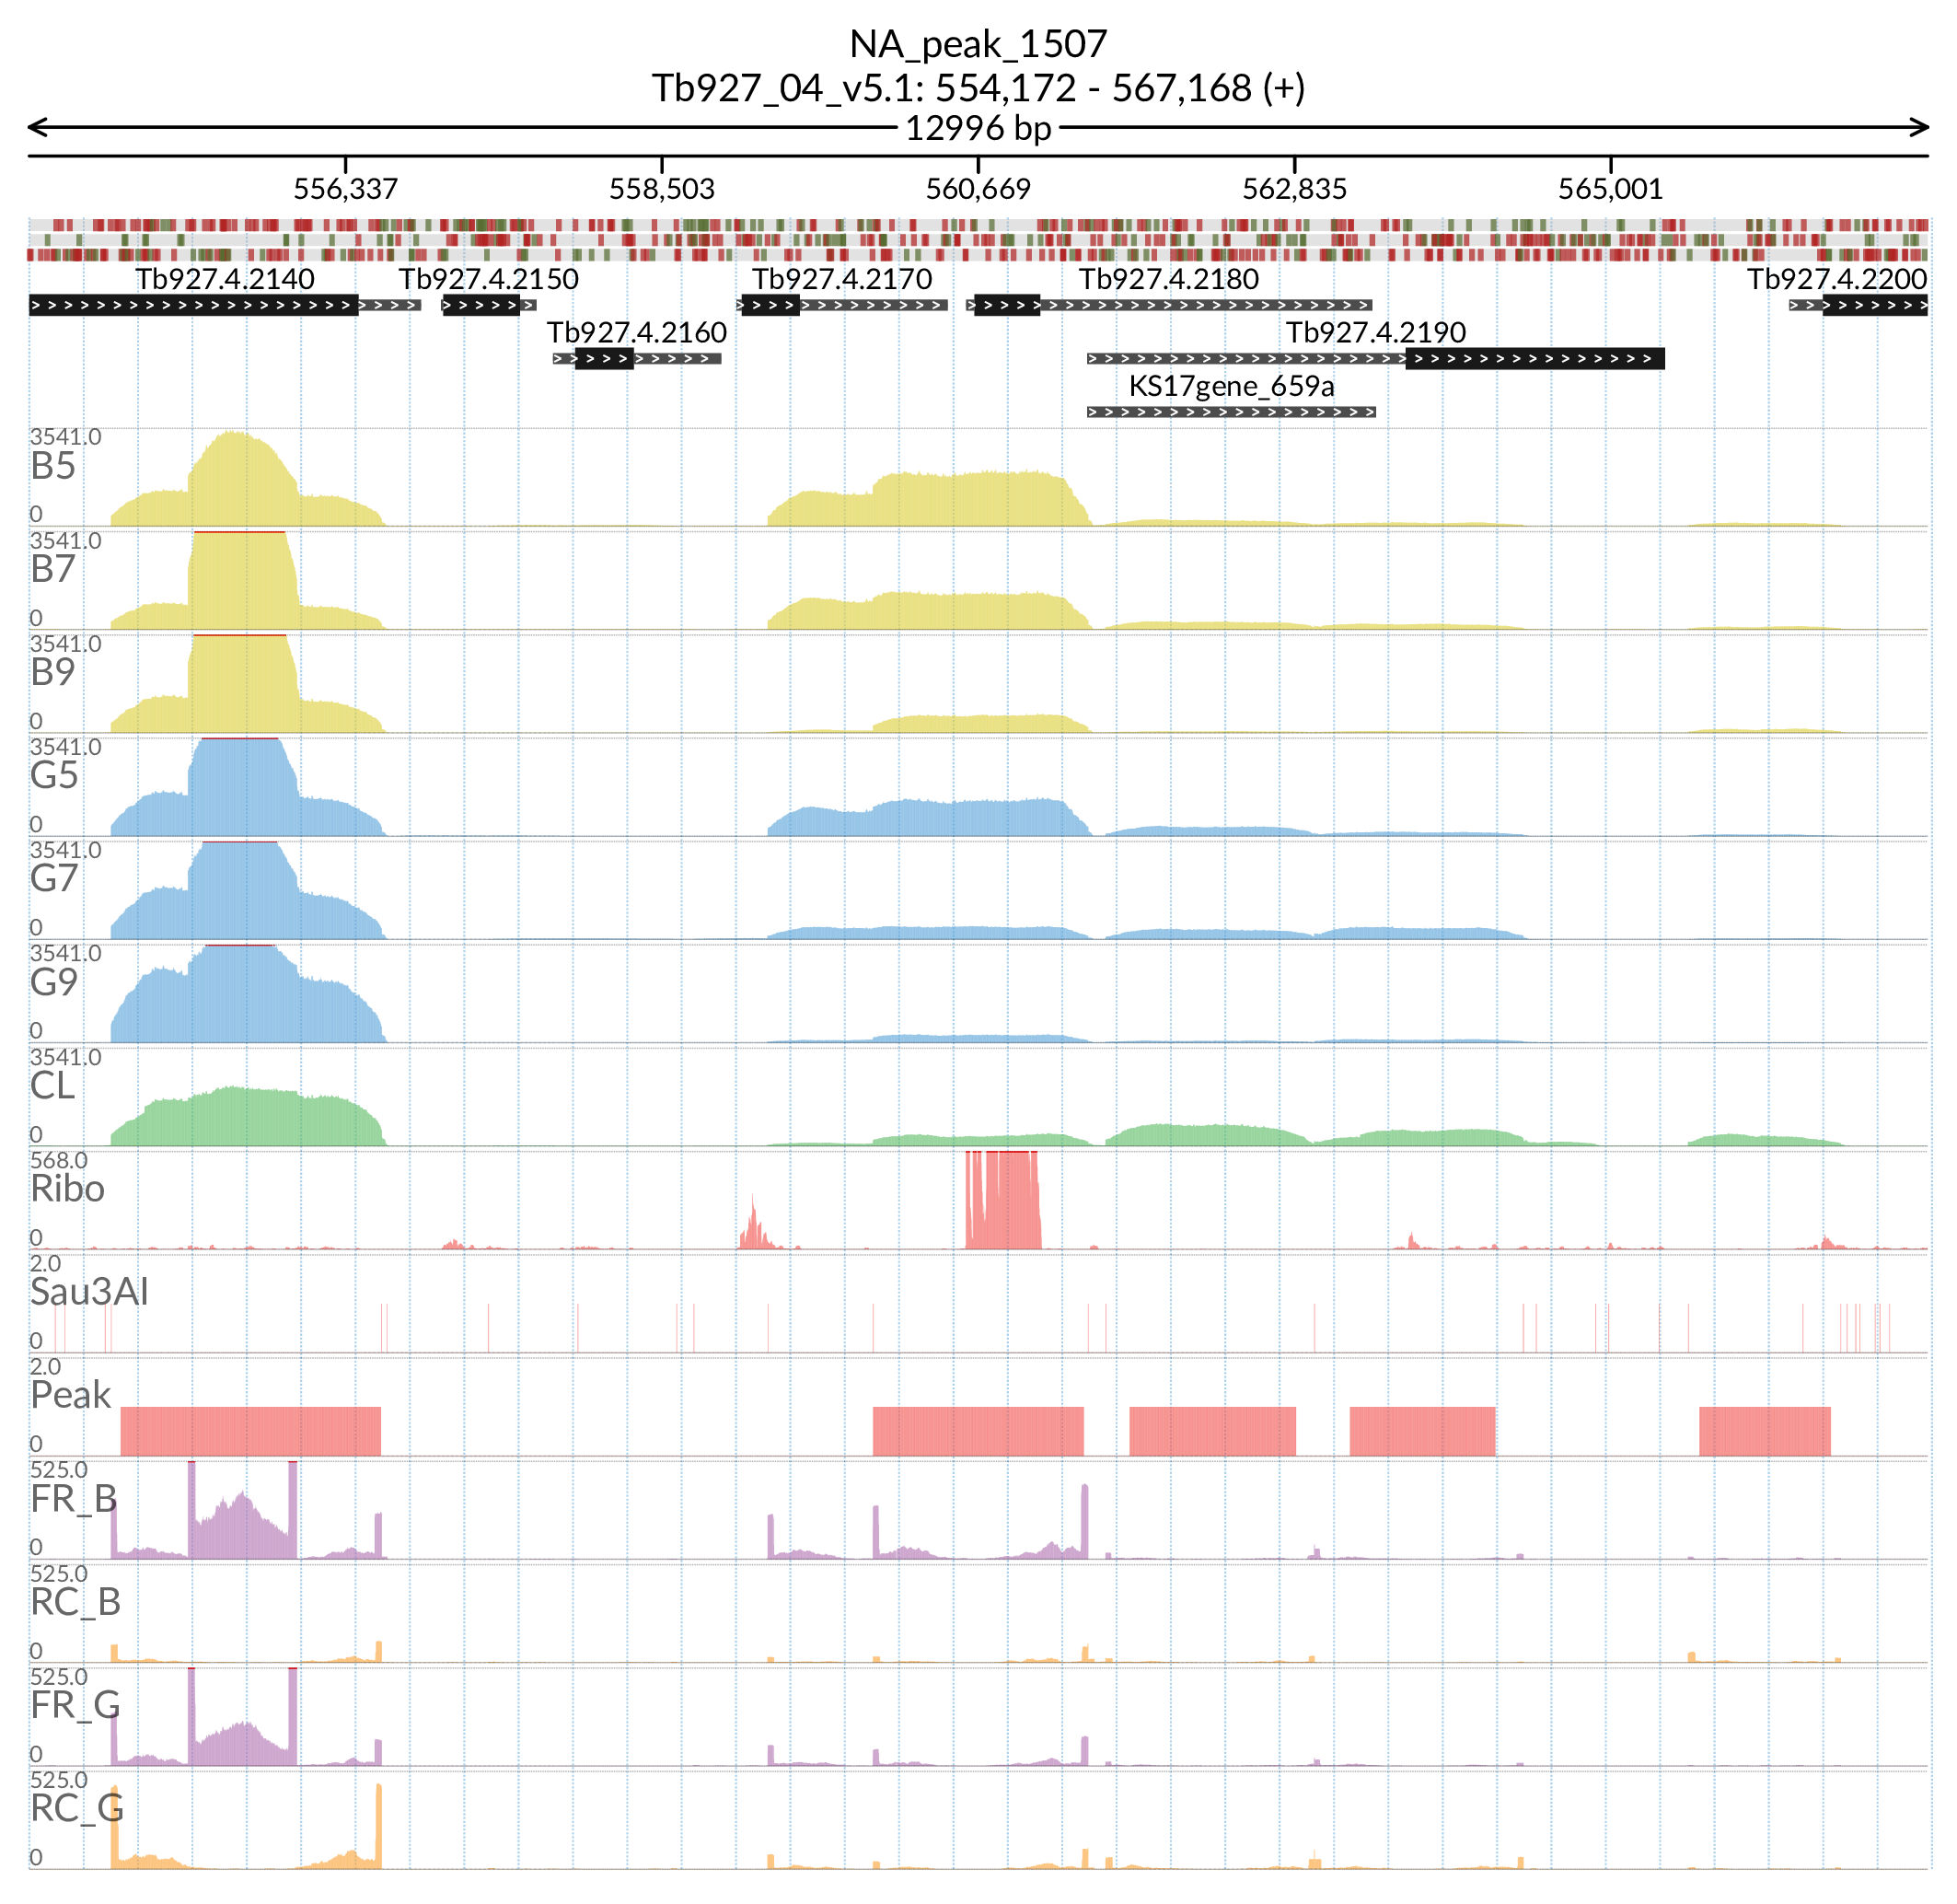 NA_peak_1507
Tb927_04_v5.1: 554,172 - 567,168 (+)
12996 bp
556,337 558,503 560,669 562,835 565,001
Tb927.4.2140 Tb927.4.2150 Tb927.4.2170 Tb927.4.2180 Tb927.4.2200
Tb927.4.2160 Tb927.4.2190
KS17gene_659a
3541.0
B5
0
3541.0
B7
0
3541.0
B9
0
3541.0
G5
0
3541.0
G7
0
3541.0
G9
0
3541.0
CL
0
568.0
Ribo
0
2.0
Sau3AI
0
2.0
Peak
0
525.0
FR_B
0
525.0
RC_B
0
525.0
FR_G
0
525.0
RC_G
0